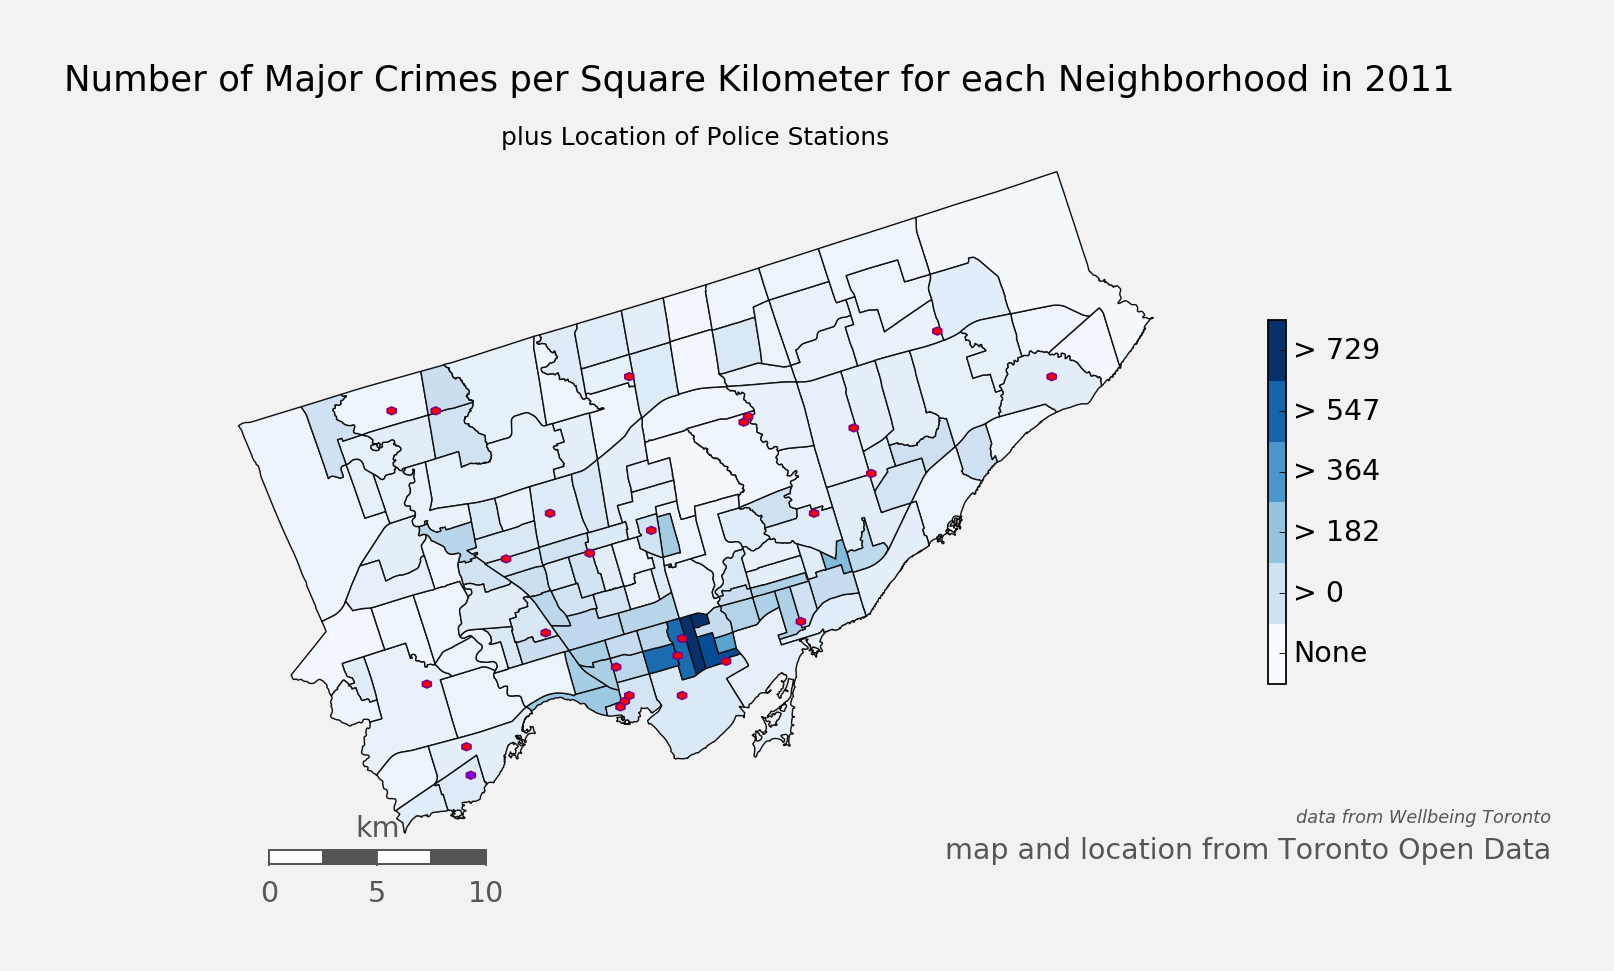 Number of Major Crimes per Square Kilometer for each Neighborhood in 2011
plus Location of Police Stations
> 729
> 547
> 364
> 182
> 0
None
data from Wellbeing Toronto
map and location from Toronto Open Data
km
0 5 10